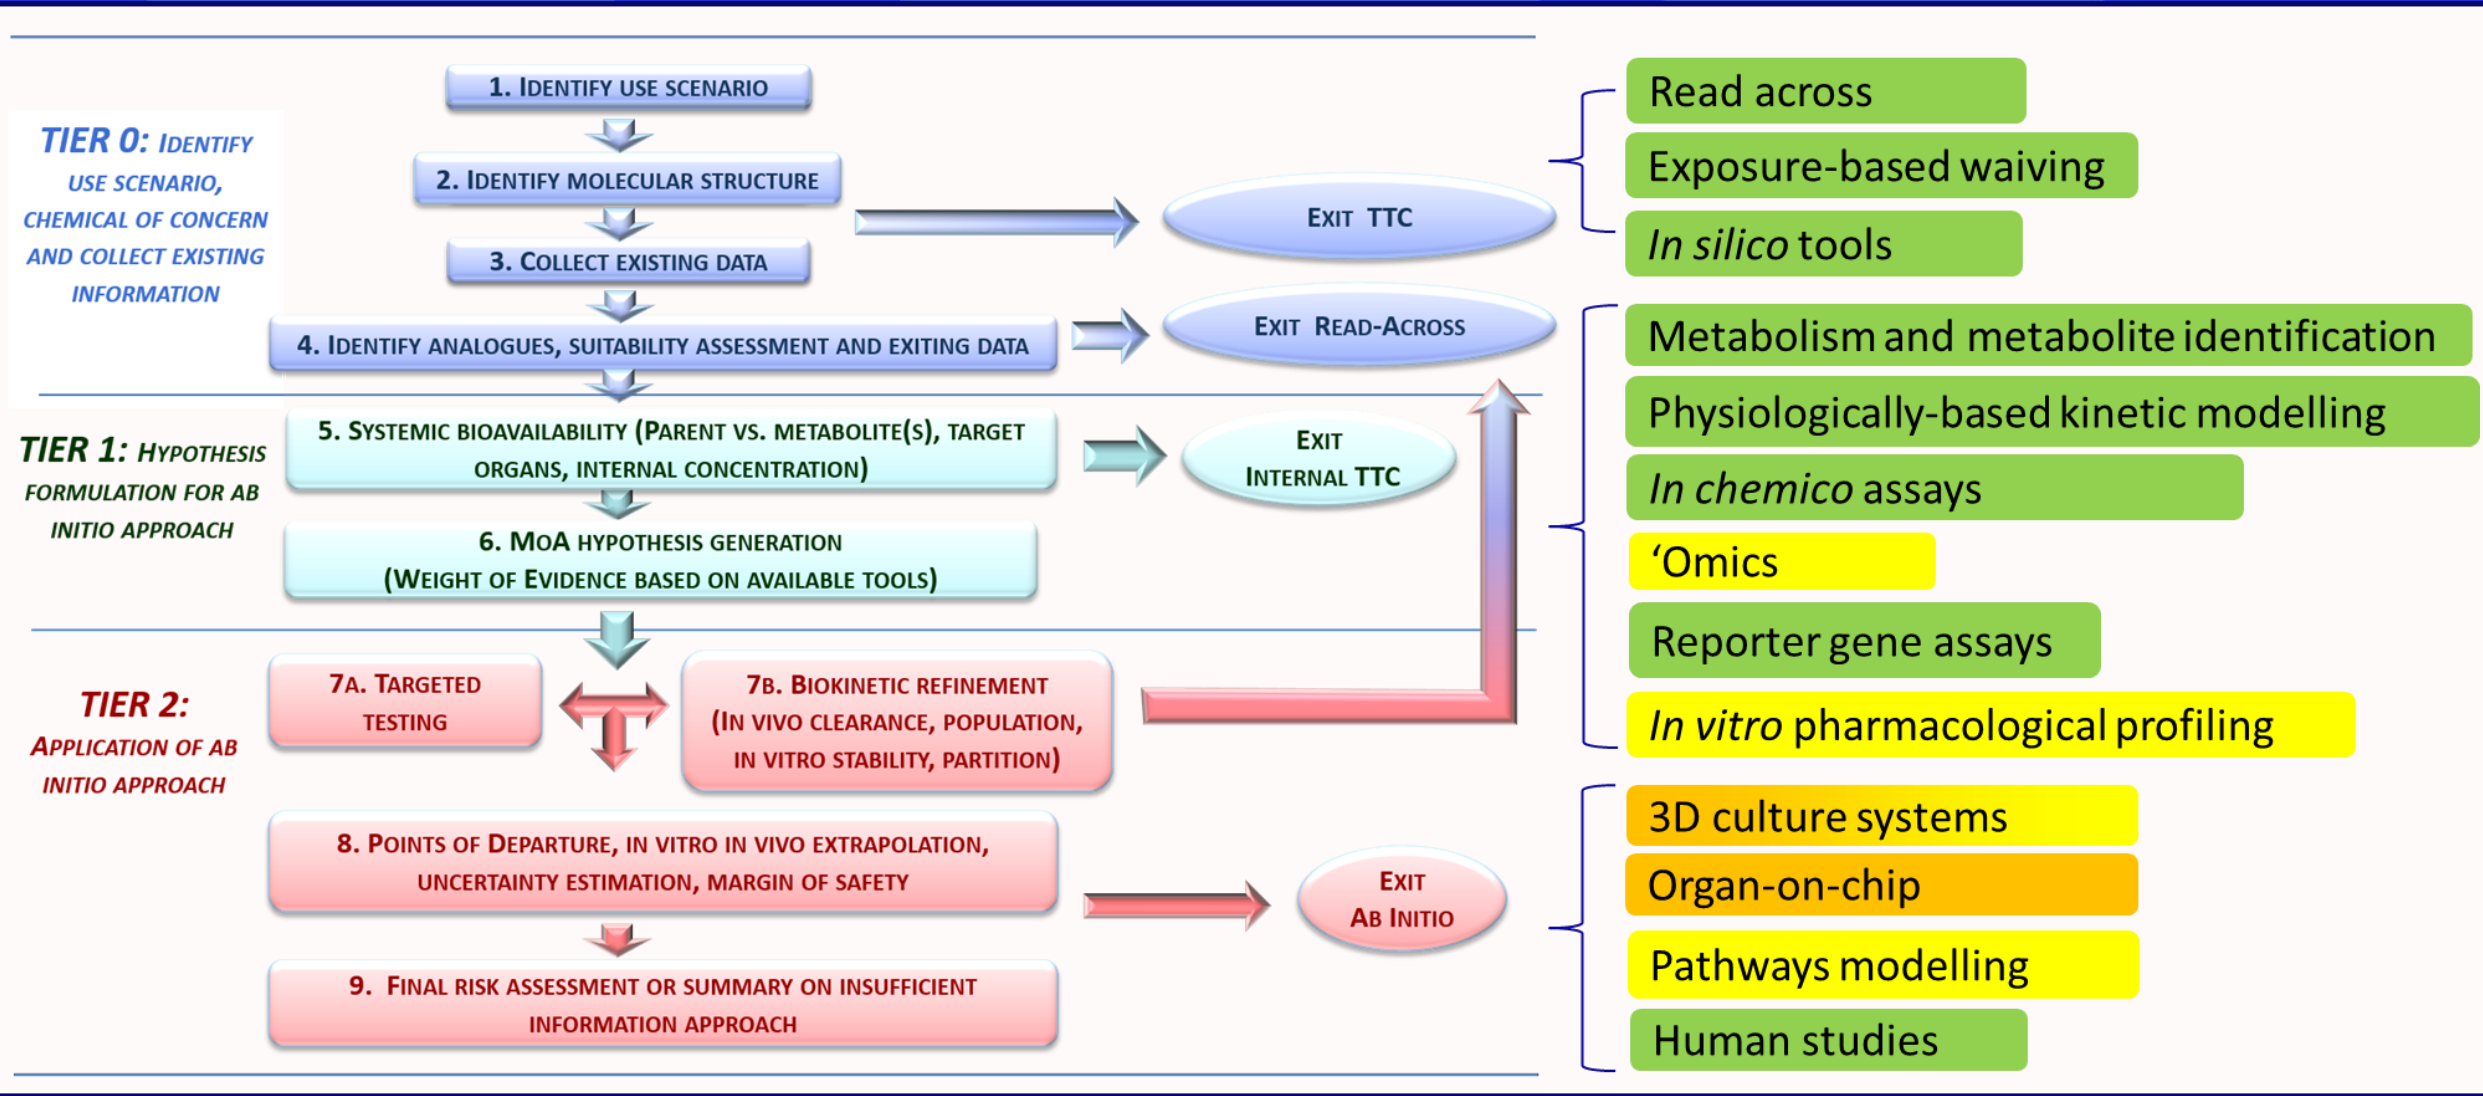 TIER 0: IDENTIFY
USE SCENARIO,
CHEMICAL OF CONCERN
AND COLLECT EXISTING
INFORMATION
1. IDENTIFY USE SCENARIO
2. IDENTIFY MOLECULAR STRUCTURE
3. COLLECT EXISTING DATA
4. IDENTIFY ANALOGUES, SUITABILITY ASSESSMENT AND EXITING DATA
EXIT TTC
EXIT READ-ACROSS
TIER 1: HYPOTHESIS
FORMULATION FOR AB
INITIO APPROACH
5. SYSTEMIC BIOAVAILABILITY (PARENT VS. METABOLITE(S), TARGET
ORGANS, INTERNAL CONCENTRATION)
EXIT
INTERNAL TTC
6. MOA HYPOTHESIS GENERATION
(WEIGHT OF EVIDENCE BASED ON AVAILABLE TOOLS)
TIER 2:
APPLICATION OF AB
INITIO APPROACH
7A. TARGETED
TESTING
7B. BIOKINETIC REFINEMENT
(IN VIVO CLEARANCE, POPULATION,
IN VITRO STABILITY, PARTITION)
8. POINTS OF DEPARTURE, IN VITRO IN VIVO EXTRAPOLATION,
UNCERTAINTY ESTIMATION, MARGIN OF SAFETY
EXIT
AB INITIO
9. FINAL RISK ASSESSMENT OR SUMMARY ON INSUFFICIENT
INFORMATION APPROACH
Read across
Exposure-based waiving
In silico tools
Metabolism and metabolite identification
Physiologically-based kinetic modelling
In chemico assays
‘Omics
Reporter gene assays
In vitro pharmacological profiling
3D culture systems
Organ-on-chip
Pathways modelling
Human studies